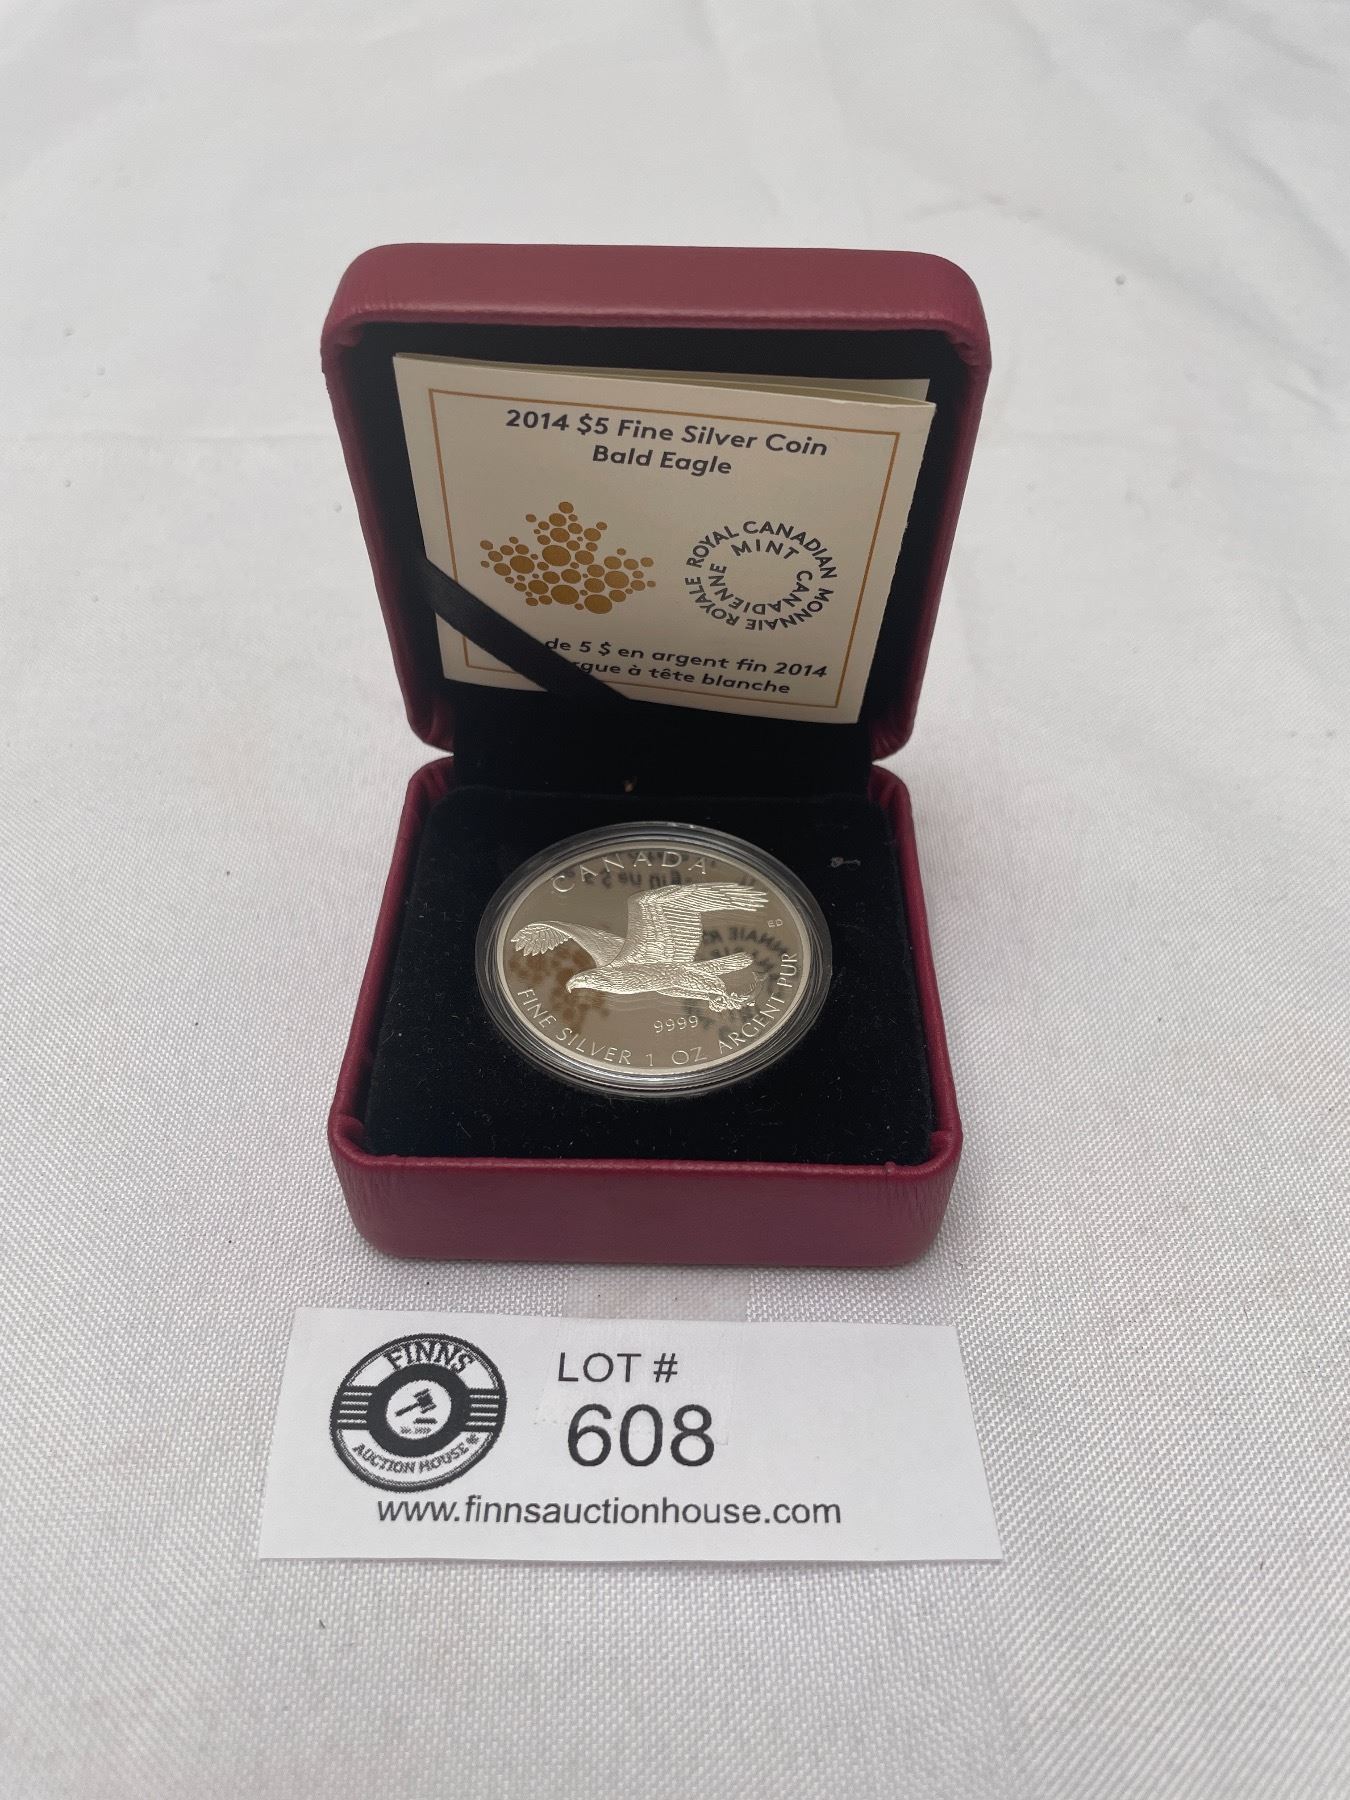 2014 $5 Fine Silver Coin
Bald Eagle
ROYAL CANADIAN MINT
MONNAIE ROYALE CANADIENNE
de 5 $ en argent fin 2014
à tête blanche
CANADA
ED
9999
FINE SILVER 1 OZ ARGENT PUR
FINNS
AUCTION HOUSE
LOT #
608
www.finnsauctionhouse.com